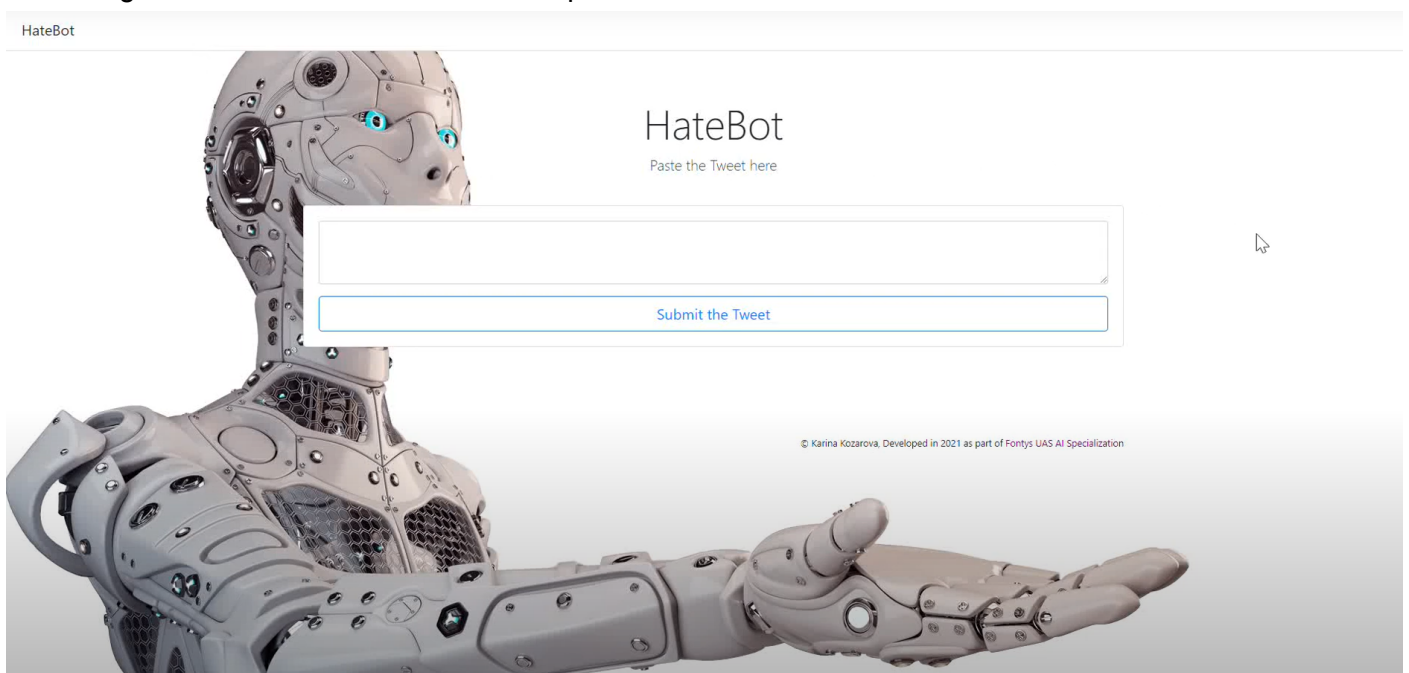 HateBot
HateBot
Paste the Tweet here
Submit the Tweet
© Karina Kozarova, Developed in 2021 as part of Fontys UAS AI Specialization